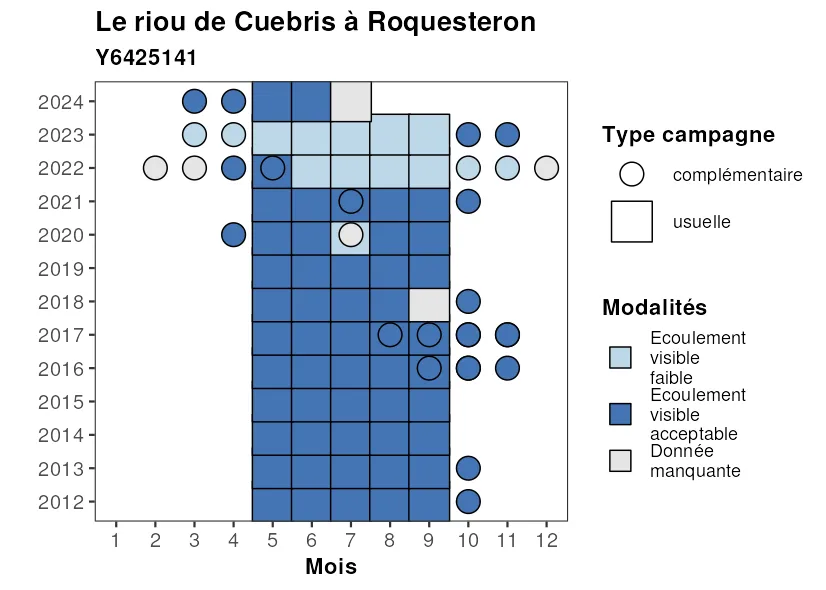 Le riou de Cuebris à Roquesteron
Y6425141
2024
2023
2022
2021
2020
2019
2018
2017
2016
2015
2014
2013
2012
1 2 3 4 5 6 7 8 9 10 11 12
Mois
Type campagne
complémentaire
usuelle
Modalités
Ecoulement
visible
faible
Ecoulement
visible
acceptable
Donnée
manquante